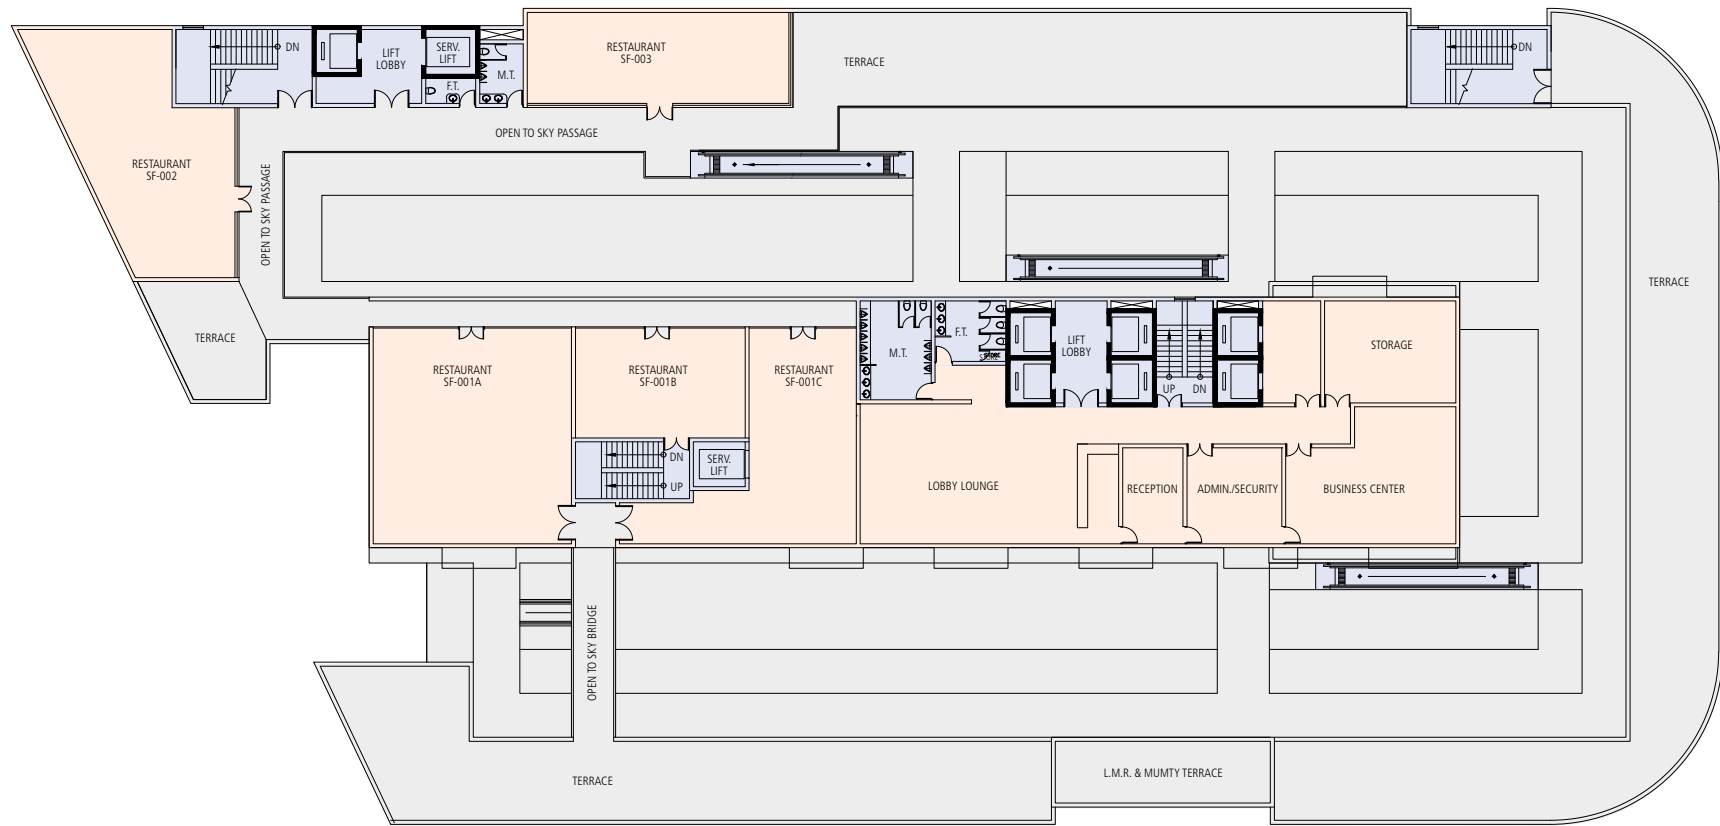 DN
LIFT
LOBBY
SERV.
LIFT
F.T.
M.T.
RESTAURANT
SF-003
TERRACE
DN
OPEN TO SKY PASSAGE
RESTAURANT
SF-002
OPEN TO SKY PASSAGE
TERRACE
TERRACE
RESTAURANT
SF-001A
RESTAURANT
SF-001B
RESTAURANT
SF-001C
M.T.
F.T.
LIFT
LOBBY
UP
DN
STORAGE
DN
UP
SERV.
LIFT
LOBBY LOUNGE
RECEPTION
ADMIN./SECURITY
BUSINESS CENTER
OPEN TO SKY BRIDGE
TERRACE
L.M.R. & MUMTY TERRACE